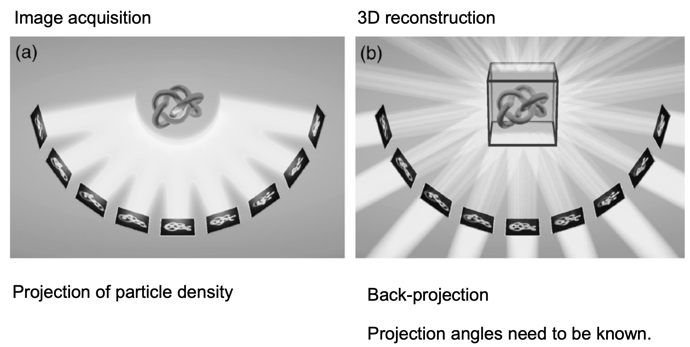 Image acquisition
3D reconstruction
(a)
(b)
Projection of particle density
Back-projection
Projection angles need to be known.